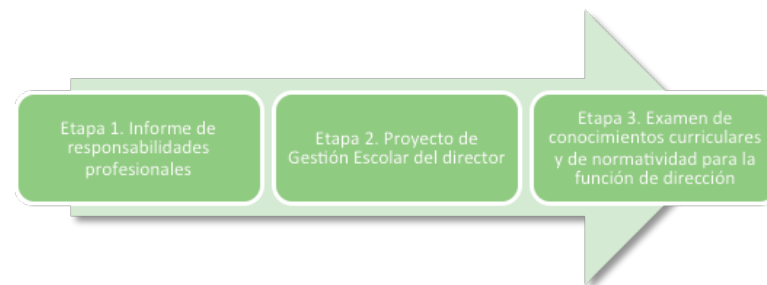 Etapa 1. Informe de
responsabilidades
profesionales
Etapa 2. Proyecto de
Gestión Escolar del director
Etapa 3. Examen de
conocimientos curriculares
y de normatividad para la
función de dirección